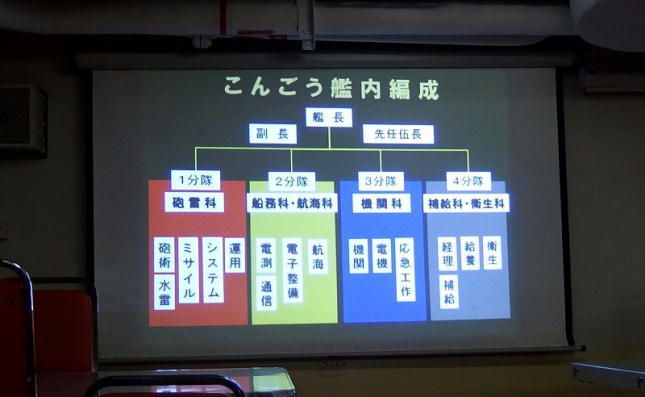 こんごう艦内編成
艦長
副長
先任伍長
1分隊
2分隊
3分隊
4分隊
砲雷科
船務科・航海科
機関科
補給科・衛生科
砲術
ミサイル
システム
運用
水雷
電測
電子整備
航海
通信
機関
電機
応急工作
経理
給養
衛生
補給